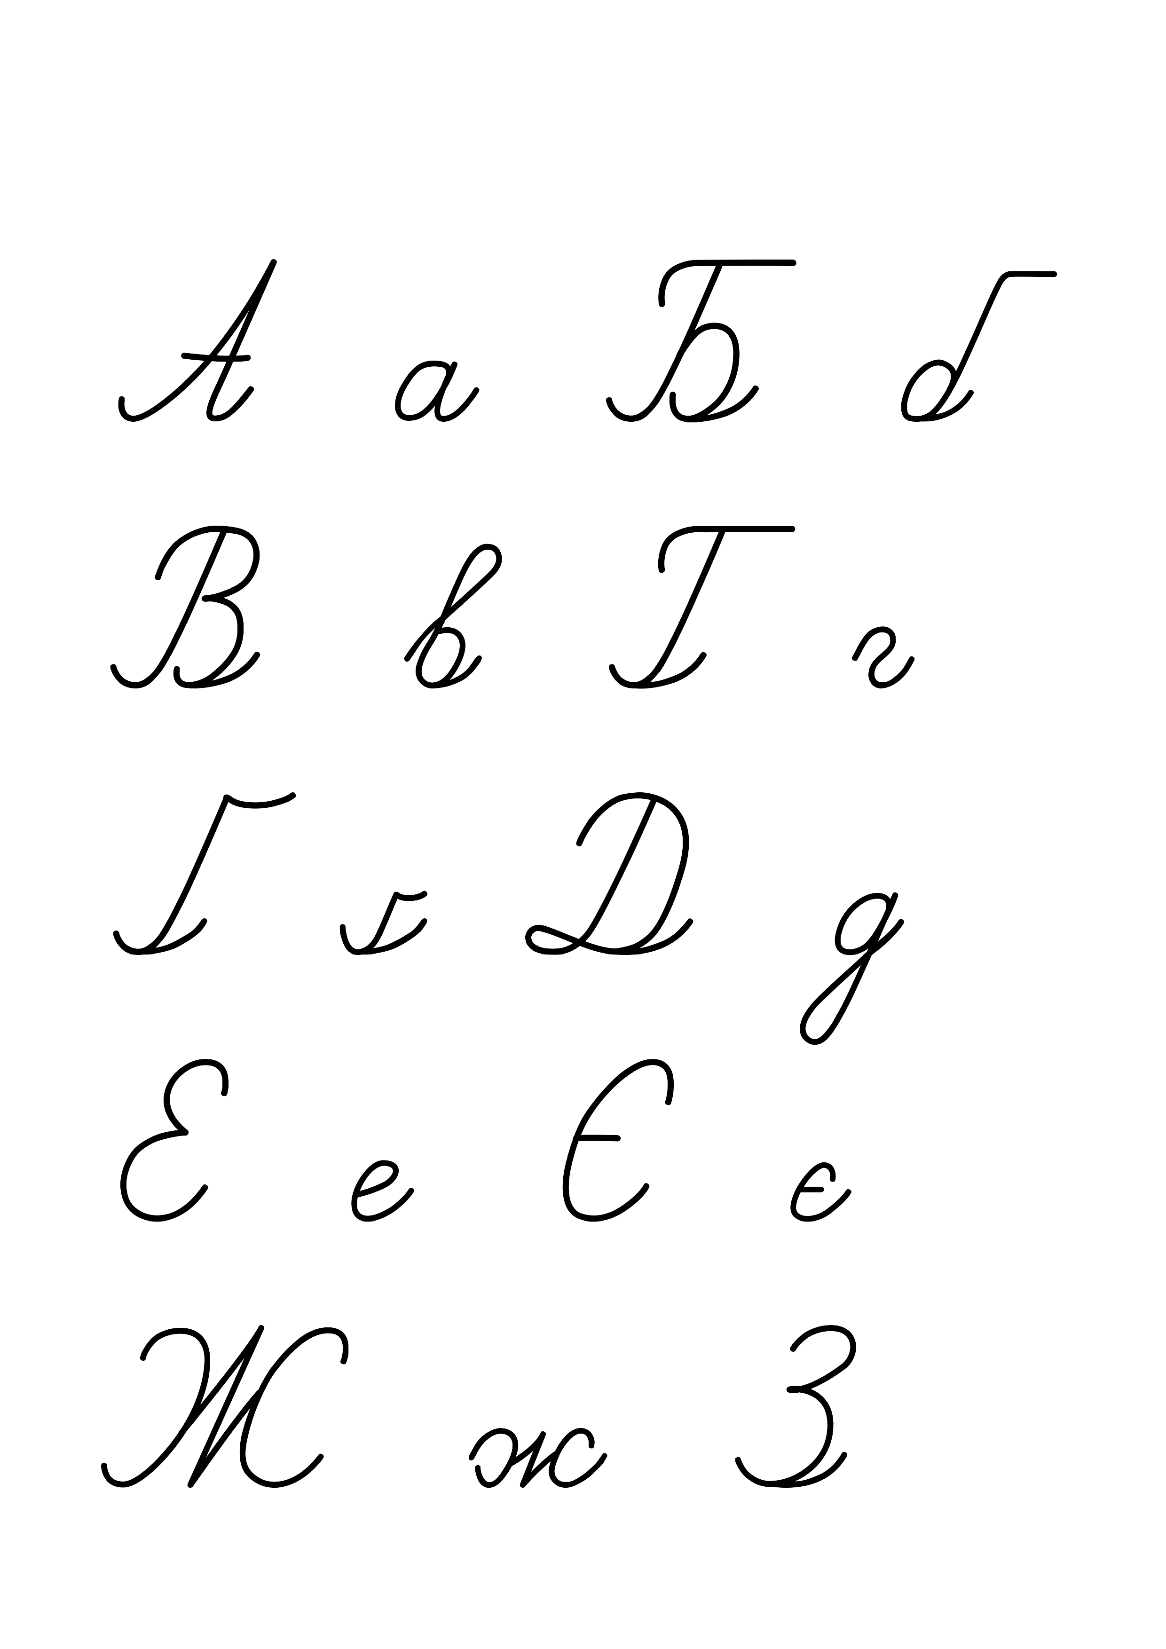 А а Б б
В в Г г
Ґ ґ Д д
Е е Є є
Ж ж З